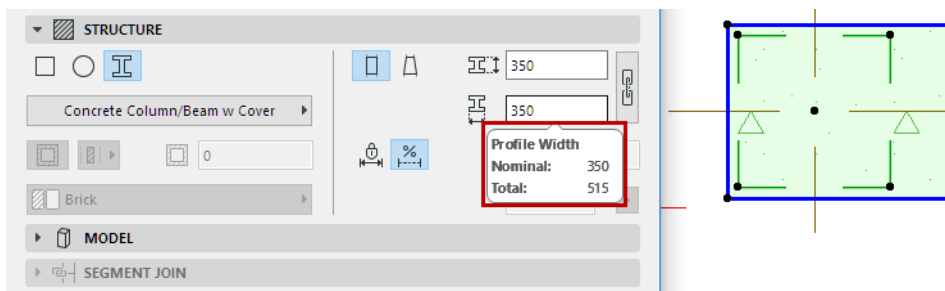 STRUCTURE
350
Concrete Column/Beam w Cover
350
Profile Width
Nominal: 350
Total: 515
0
%
Brick
MODEL
SEGMENT JOIN